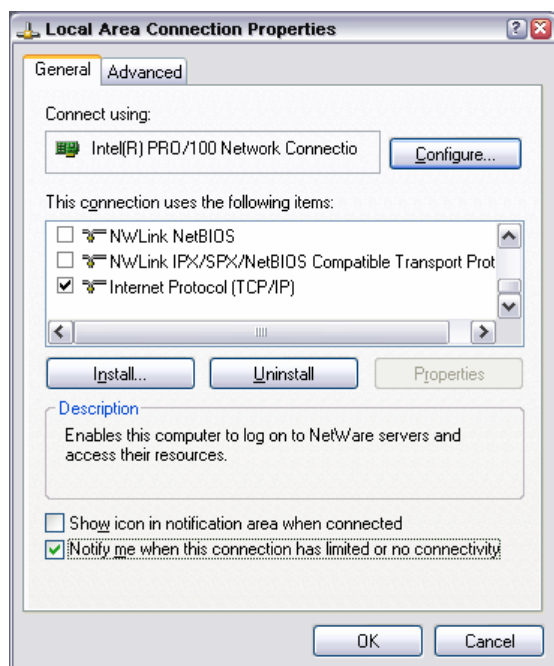 Local Area Connection Properties
General Advanced
Connect using:
Intel(R) PRO/100 Network Connectio
Configure...
This connection uses the following items:
NWLink NetBIOS
NWLink IPX/SPX/NetBIOS Compatible Transport Prot
Internet Protocol (TCP/IP)
Install... Uninstall Properties
Description
Enables this computer to log on to NetWare servers and
access their resources.
Show icon in notification area when connected
Notify me when this connection has limited or no connectivity
OK Cancel